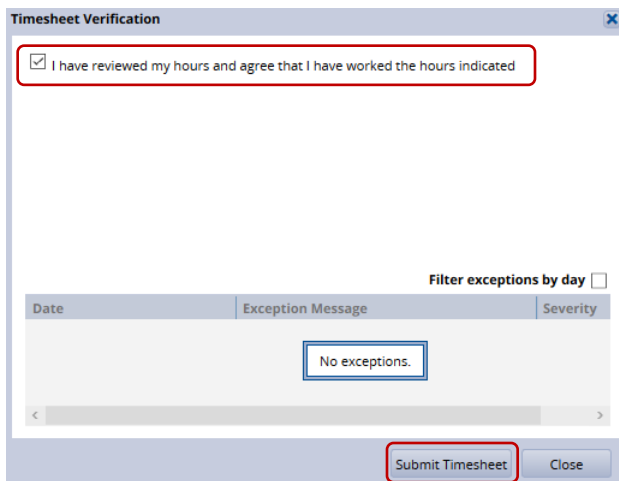 Timesheet Verification
I have reviewed my hours and agree that I have worked the hours indicated
Filter exceptions by day
Date Exception Message Severity
No exceptions.
Submit Timesheet Close